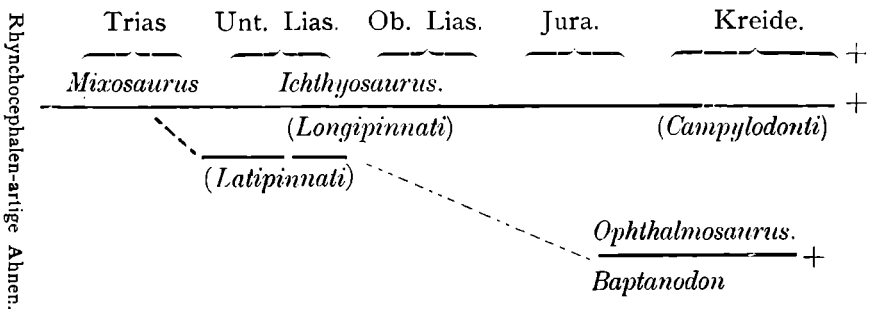 Trias Unt. Lias. Ob. Lias. Jura. Kreide.
+
Mixosaurus Ichthyosaurus.
+
(Longipinnati) (Campylodonti)
(Latipinnati)
Ophthalmosaurus.
+
Baptanodon
Rhynchocephalen-artige Ahnen.